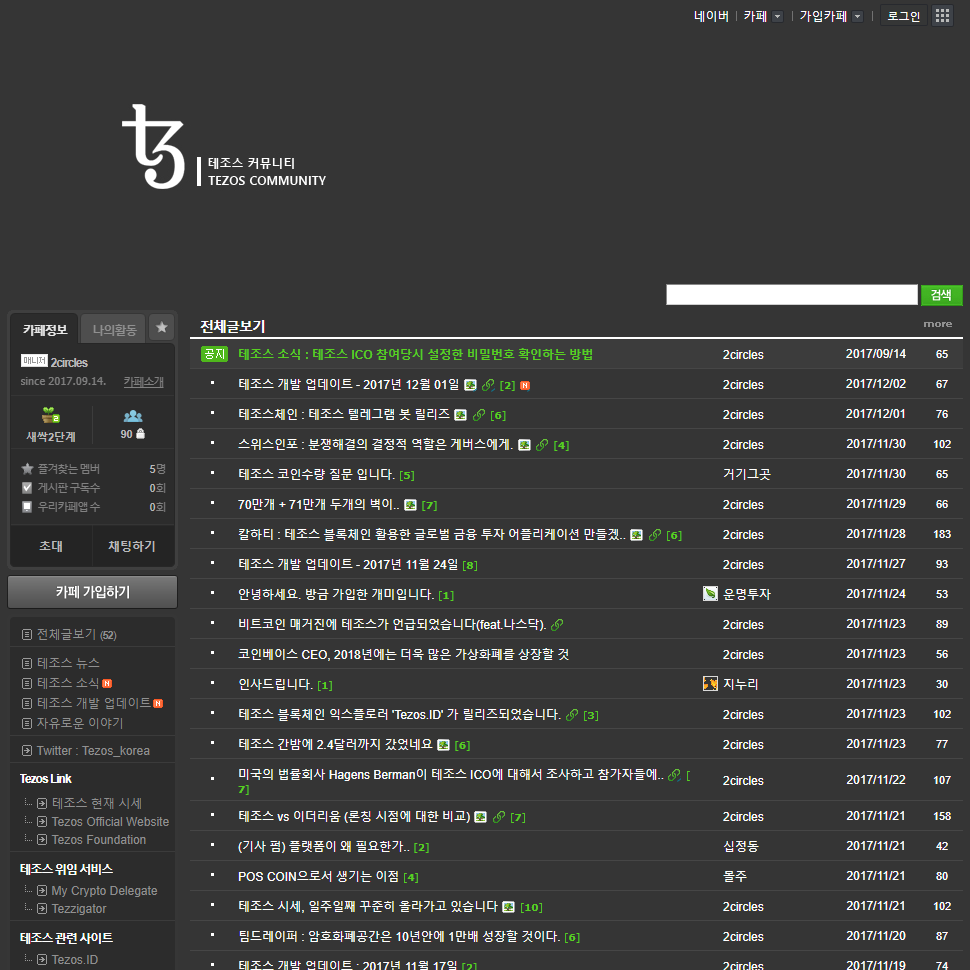 네이버 카페 가입카페 로그인
테조스 커뮤니티
TEZOS COMMUNITY
검색
카페정보 나의활동
매니저 2circles
since 2017.09.14. 카페소개
새싹2단계 90
즐겨찾는 멤버 5명
게시판 구독수 0회
우리카페앱 수 0회
초대 채팅하기
카페 가입하기
전체글보기 (52)
테조스 뉴스
테조스 소식 N
테조스 개발 업데이트 N
자유로운 이야기
Twitter : Tezos_korea
Tezos Link
테조스 현재 시세
Tezos Official Website
Tezos Foundation
테조스 위임 서비스
My Crypto Delegate
Tezzigator
테조스 관련 사이트
Tezos.ID
전체글보기 more
공지 테조스 소식 : 테조스 ICO 참여당시 설정한 비밀번호 확인하는 방법 2circles 2017/09/14 65
테조스 개발 업데이트 - 2017년 12월 01일 [2] N 2circles 2017/12/02 67
테조스체인 : 테조스 텔레그램 봇 릴리즈 [6] 2circles 2017/12/01 76
스위스인포 : 분쟁해결의 결정적 역할은 게버스에게. [4] 2circles 2017/11/30 102
테조스 코인수량 질문 입니다. [5] 거기그곳 2017/11/30 65
70만개 + 71만개 두개의 벽이.. [7] 2circles 2017/11/29 66
칼하티 : 테조스 블록체인 활용한 글로벌 금융 투자 어플리케이션 만들겠.. [6] 2circles 2017/11/28 183
테조스 개발 업데이트 - 2017년 11월 24일 [8] 2circles 2017/11/27 93
안녕하세요. 방금 가입한 개미입니다. [1] 운명투자 2017/11/24 53
비트코인 매거진에 테조스가 언급되었습니다(feat.나스닥). 2circles 2017/11/23 89
코인베이스 CEO, 2018년에는 더욱 많은 가상화폐를 상장할 것 2circles 2017/11/23 56
인사드립니다. [1] 지누리 2017/11/23 30
테조스 블록체인 익스플로러 'Tezos.ID' 가 릴리즈되었습니다. [3] 2circles 2017/11/23 102
테조스 간밤에 2.4달러까지 갔었네요 [6] 2circles 2017/11/23 77
미국의 법률회사 Hagens Berman이 테조스 ICO에 대해서 조사하고 참가자들에.. [
7] 2circles 2017/11/22 107
테조스 vs 이더리움 (론칭 시점에 대한 비교) [7] 2circles 2017/11/21 158
(기사 펌) 플랫폼이 왜 필요한가.. [2] 십정동 2017/11/21 42
POS COIN으로서 생기는 이점 [4] 몰주 2017/11/21 80
테조스 시세, 일주일째 꾸준히 올라가고 있습니다 [10] 2circles 2017/11/21 102
팀드레이퍼 : 암호화폐공간은 10년안에 1만배 성장할 것이다. [6] 2circles 2017/11/20 87
테조스 개발 업데이트 : 2017년 11월 17일 [2] 2circles 2017/11/19 74